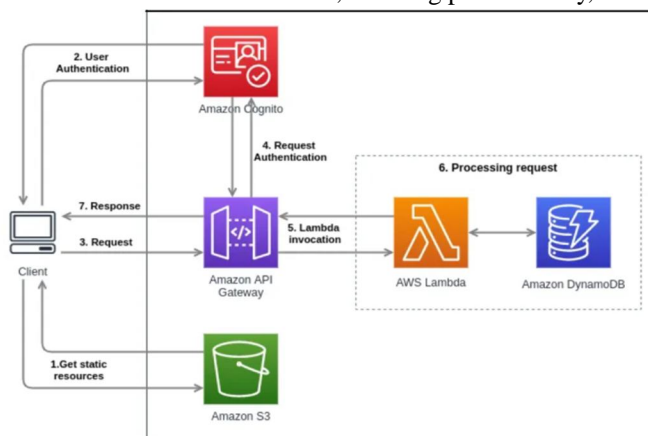 2. User
Authentication
Amazon Cognito
4. Request
Authentication
6. Processing request
7. Response
5. Lambda
invocation
3. Request
Client
Amazon API
Gateway
AWS Lambda
Amazon DynamoDB
1.Get static
resources
Amazon S3